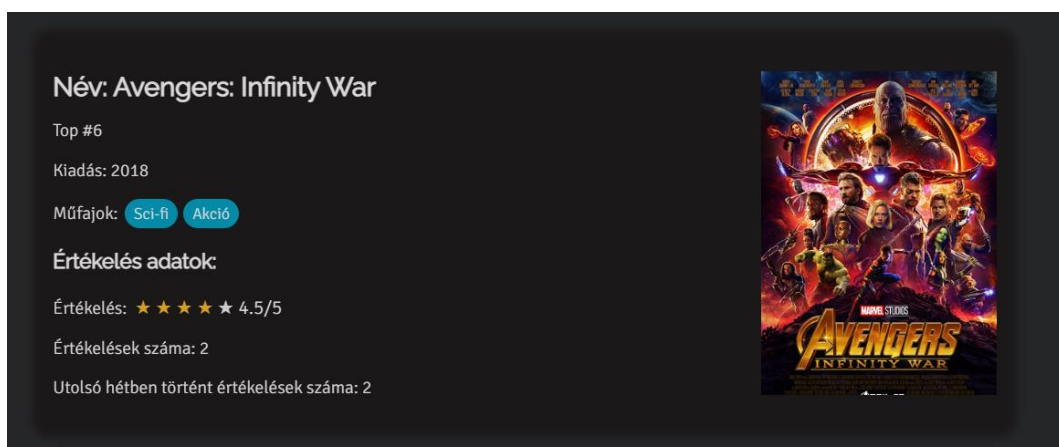 Név: Avengers: Infinity War
Top #6
Kiadás: 2018
Műfajok: Sci-fi Akció
Értékelés adatok:
Értékelés: ★ ★ ★ ★ ★ 4.5/5
Értékelések száma: 2
Utolsó hétben történt értékelések száma: 2
MARVEL STUDIOS
AVENGERS
INFINITY WAR